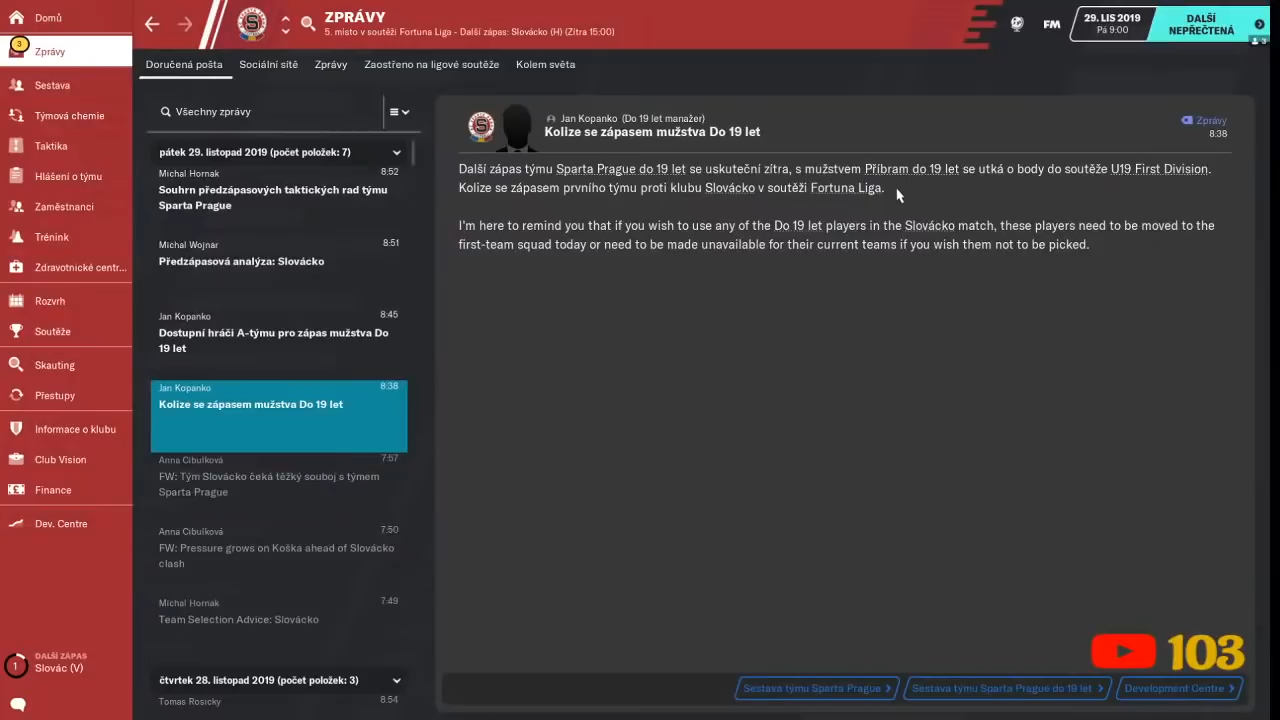 Domů
3
Zprávy
Sestava
Týmová chemie
Taktika
Hlášení o týmu
Zaměstnanci
Trénink
Zdravotnické centr...
Rozvrh
Soutěže
Skauting
Přestupy
Informace o klubu
Club Vision
Finance
Dev. Centre
1
DALŠÍ ZÁPAS
Slovác (V)
ZPRÁVY
5. místo v soutěži Fortuna Liga - Další zápas: Slovácko (H) (Zítra 15:00)
FM
29. LIS 2019
Pá 9:00
DALŠÍ
NEPŘEČTENÁ
3
Doručená pošta
Sociální sítě
Zprávy
Zaostřeno na ligové soutěže
Kolem světa
Všechny zprávy
pátek 29. listopad 2019 (počet položek: 7)
Michal Hornak 8:52
Souhrn předzápasových taktických rad týmu
Sparta Prague
Michal Wojnar 8:51
Předzápasová analýza: Slovácko
Jan Kopanko 8:45
Dostupní hráči A-týmu pro zápas mužstva Do
19 let
Jan Kopanko 8:38
Kolize se zápasem mužstva Do 19 let
Anna Cibulková 7:57
FW: Tým Slovácko čeká těžký souboj s týmem
Sparta Prague
Anna Cibulková 7:50
FW: Pressure grows on Koška ahead of Slovácko
clash
Michal Hornak 7:49
Team Selection Advice: Slovácko
čtvrtek 28. listopad 2019 (počet položek: 3)
Tomas Rosicky 8:54
Jan Kopanko (Do 19 let manažer)
Kolize se zápasem mužstva Do 19 let
Zprávy
8:38
Další zápas týmu Sparta Prague do 19 let se uskuteční zítra, s mužstvem Příbram do 19 let se utká o body do soutěže U19 First Division.
Kolize se zápasem prvního týmu proti klubu Slovácko v soutěži Fortuna Liga.
I'm here to remind you that if you wish to use any of the Do 19 let players in the Slovácko match, these players need to be moved to the
first-team squad today or need to be made unavailable for their current teams if you wish them not to be picked.
103
Sestava týmu Sparta Prague
Sestava týmu Sparta Prague do 19 let
Development Centre